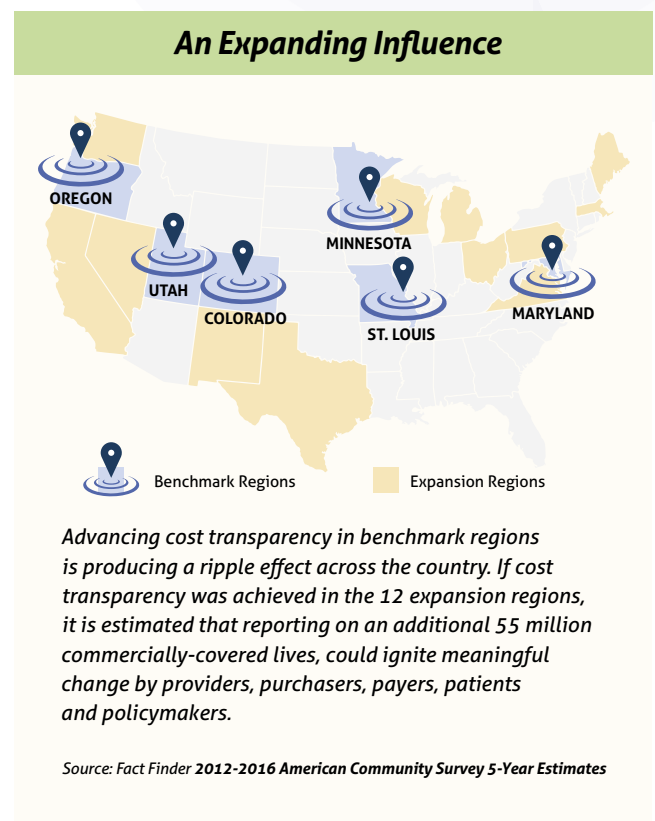 An Expanding Influence
OREGON
MINNESOTA
UTAH
COLORADO
ST. LOUIS
MARYLAND
Benchmark Regions
Expansion Regions
Advancing cost transparency in benchmark regions
is producing a ripple effect across the country. If cost
transparency was achieved in the 12 expansion regions,
it is estimated that reporting on an additional 55 million
commercially-covered lives, could ignite meaningful
change by providers, purchasers, payers, patients
and policymakers.
Source: Fact Finder 2012-2016 American Community Survey 5-Year Estimates